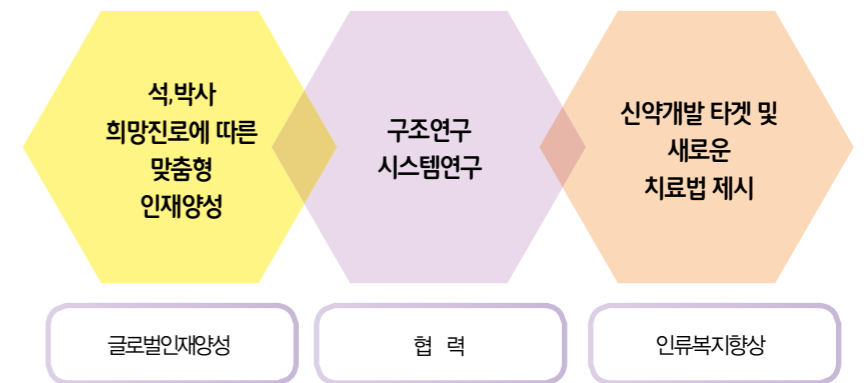 석,박사
희망진로에 따른
맞춤형
인재양성
구조연구
시스템연구
신약개발 타겟 및
새로운
치료법 제시
글로벌인재양성
협 력
인류복지향상